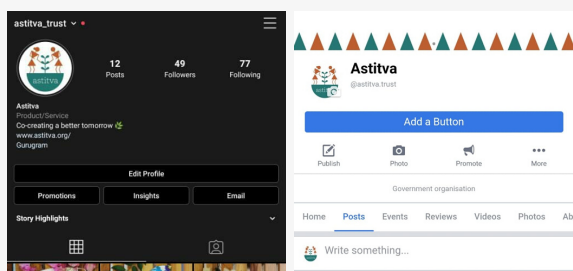 astitva_trust
astitva
12
Posts
49
Followers
77
Following
Astitva
Product/Service
Co-creating a better tomorrow
www.astitva.org/
Gurugram
Edit Profile
Promotions
Insights
Email
Story Highlights
Astitva
@astitva.trust
Add a Button
Publish
Photo
Promote
More
Government organisation
Home Posts Events Reviews Videos Photos Ab
Write something...